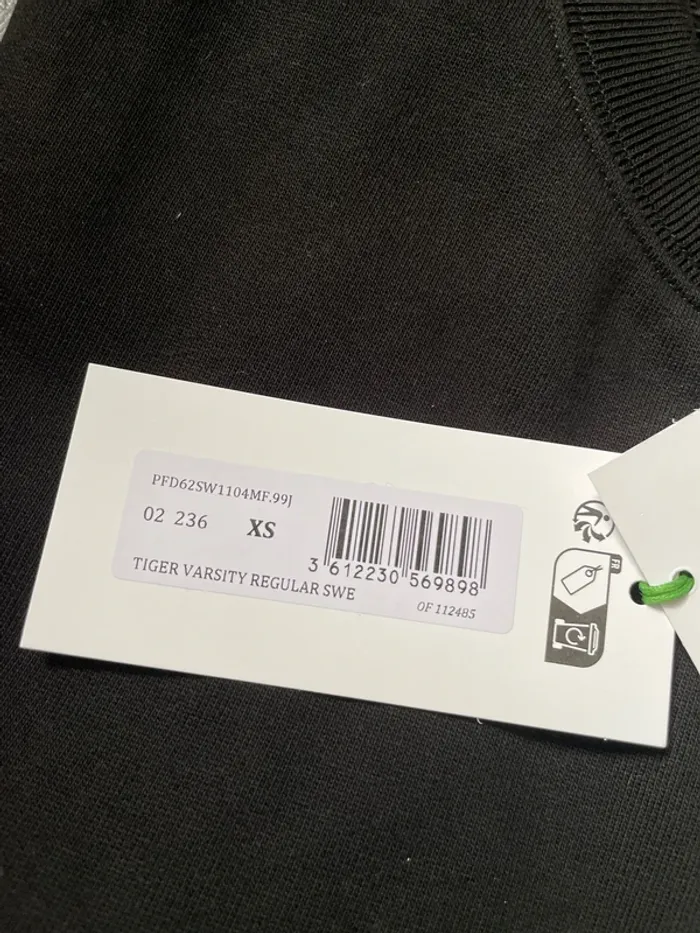 PFD62SW1104MF.99J
02 236 XS
3 612230 569898
TIGER VARSITY REGULAR SWE
OF 112485
FR